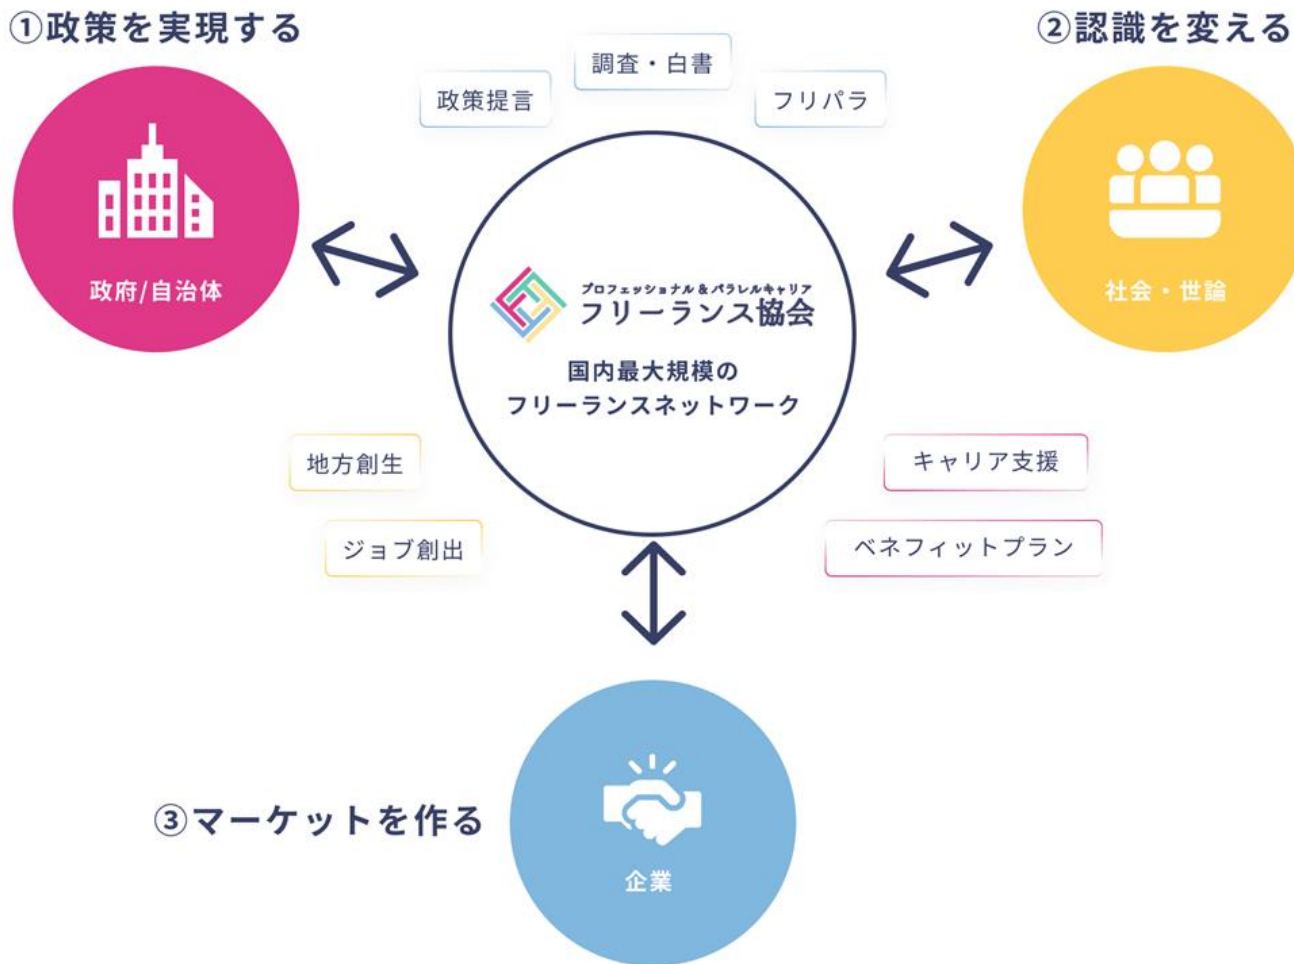 ①政策を実現する
②認識を変える
調査・白書
政策提言
フリパラ
政府/自治体
社会・世論
プロフェッショナル&パラレルキャリア
フリーランス協会
国内最大規模の
フリーランスネットワーク
地方創生
キャリア支援
ジョブ創出
ベネフィットプラン
③マーケットを作る
企業